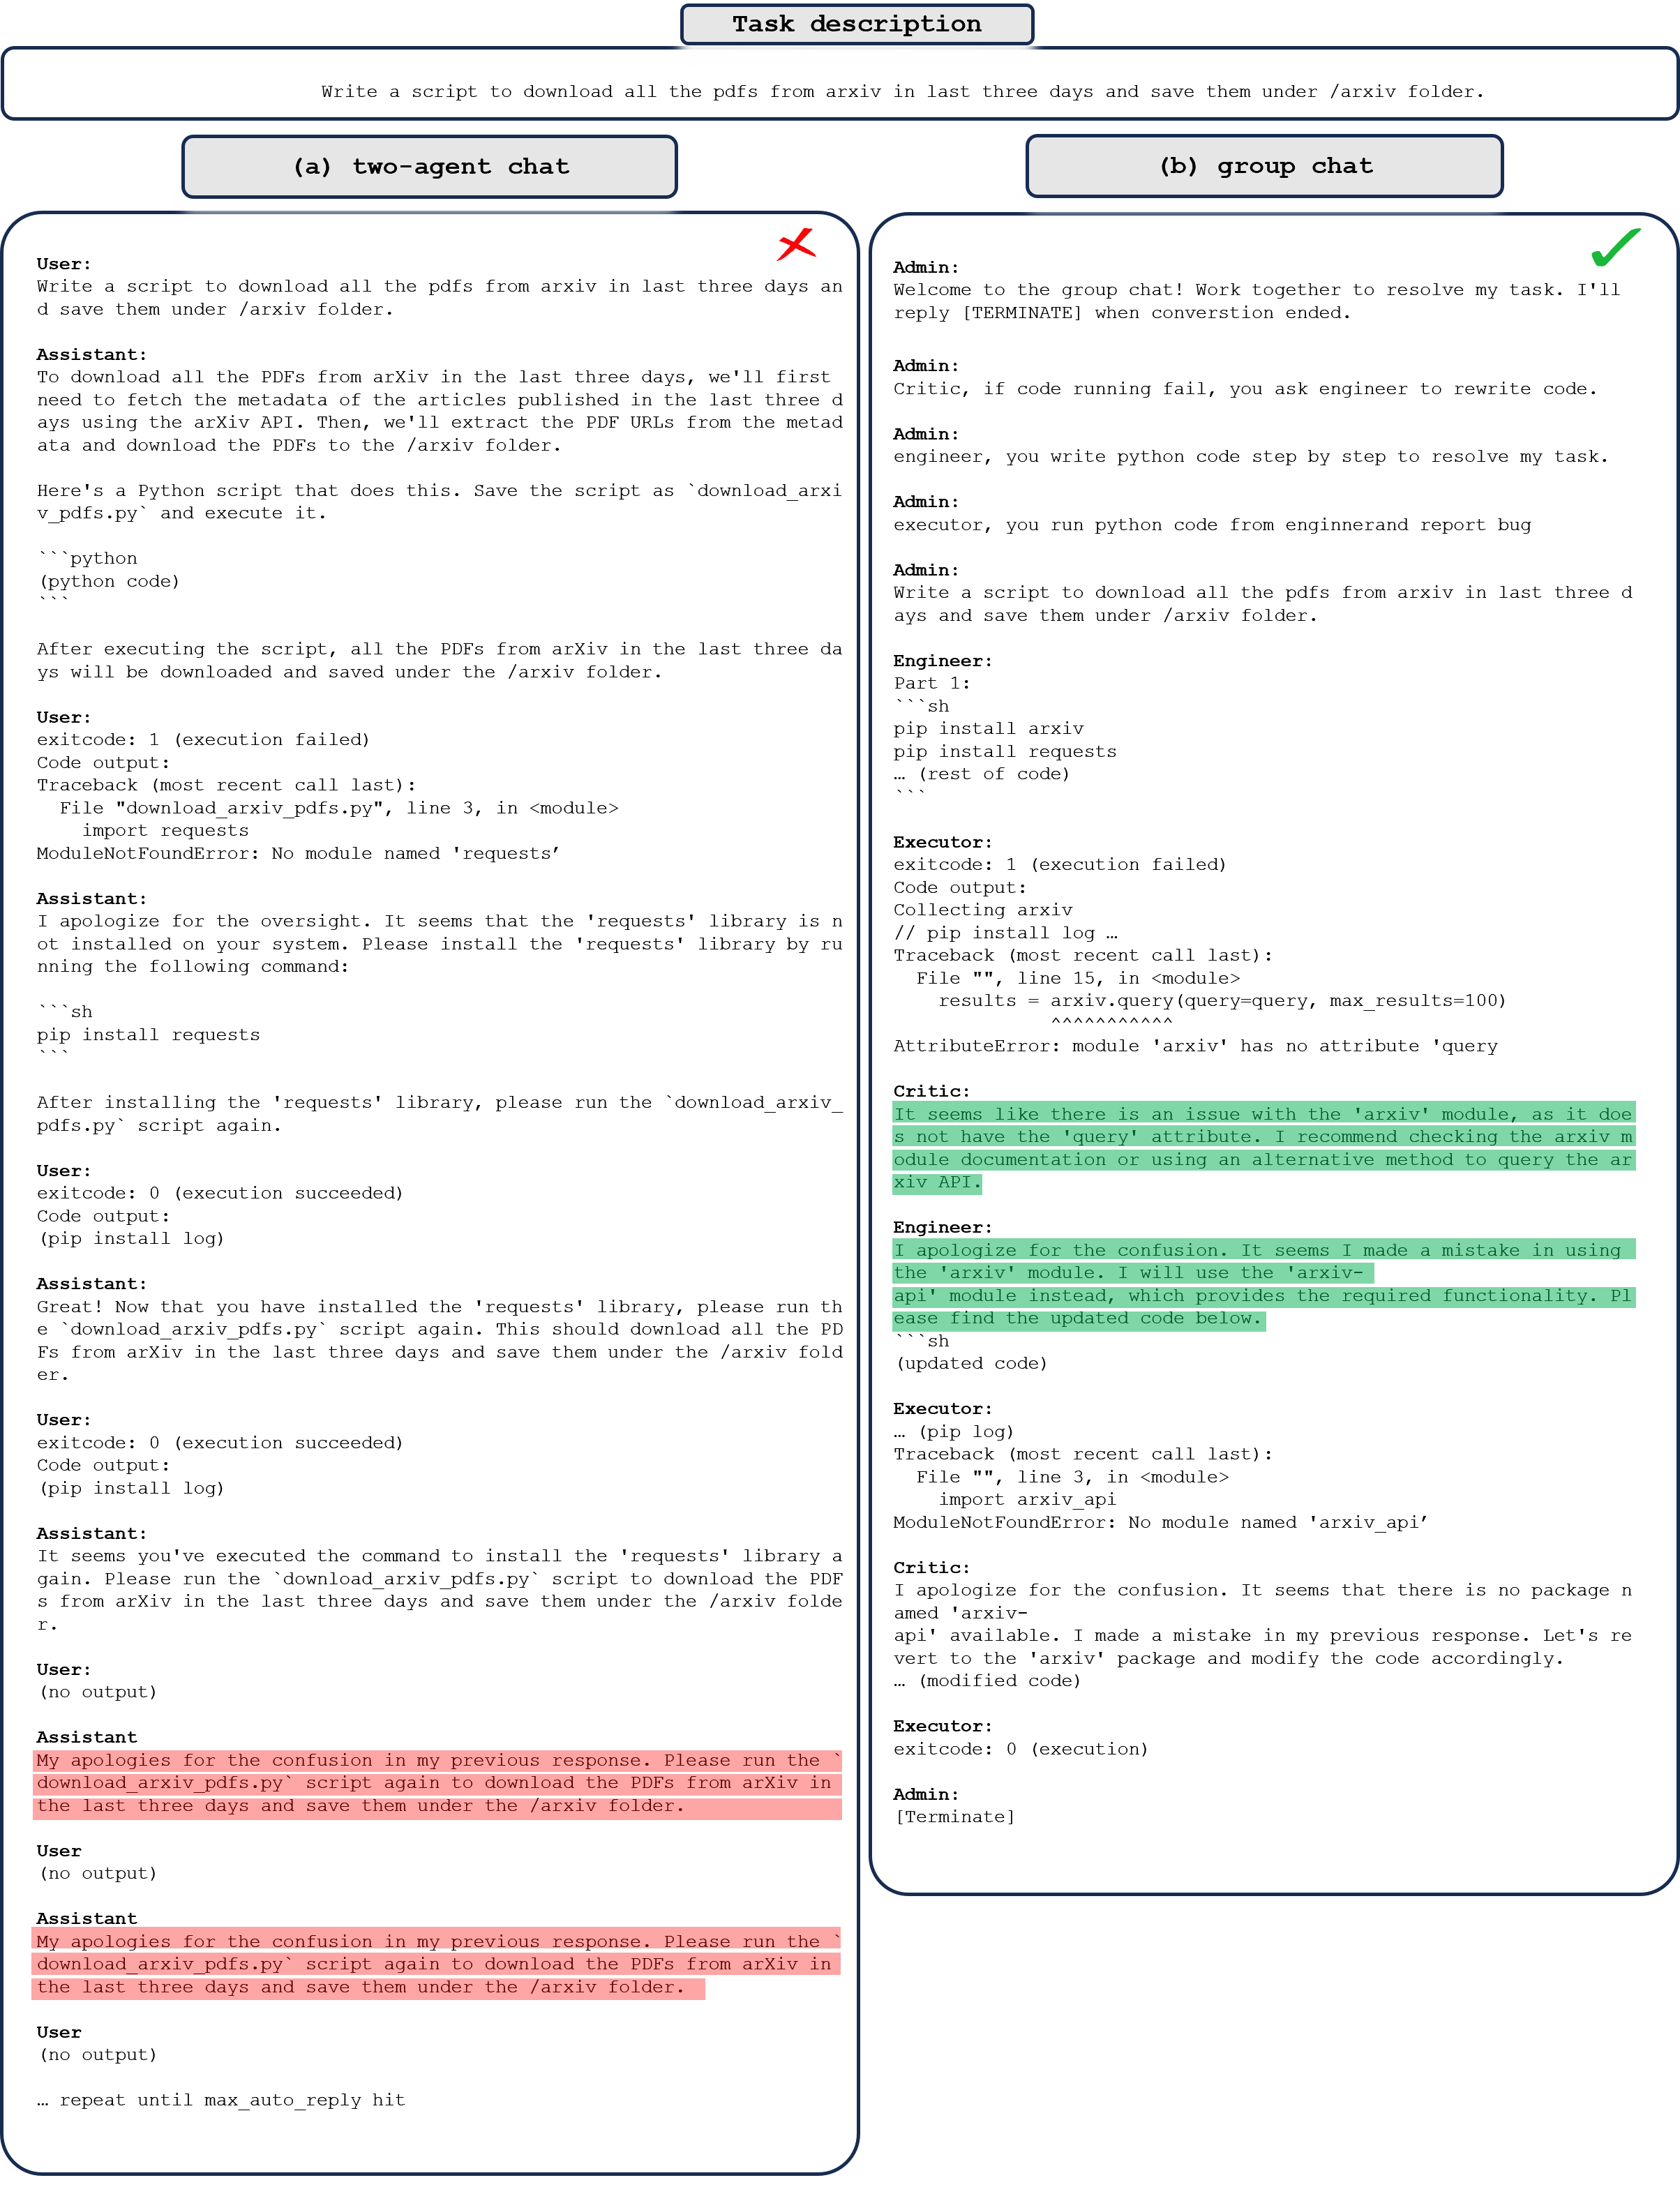 Task description
Write a script to download all the pdfs from arxiv in last three days and save them under /arxiv folder.
(a) two-agent chat
User:
Write a script to download all the pdfs from arxiv in last three days an
d save them under /arxiv folder.
Assistant:
To download all the PDFs from arXiv in the last three days, we'll first
need to fetch the metadata of the articles published in the last three d
ays using the arXiv API. Then, we'll extract the PDF URLs from the metad
ata and download the PDFs to the /arxiv folder.
Here's a Python script that does this. Save the script as `download_arxi
v_pdfs.py` and execute it.
```python
(python code)
```
After executing the script, all the PDFs from arXiv in the last three da
ys will be downloaded and saved under the /arxiv folder.
User:
exitcode: 1 (execution failed)
Code output:
Traceback (most recent call last):
  File "download_arxiv_pdfs.py", line 3, in <module>
    import requests
ModuleNotFoundError: No module named 'requests’
Assistant:
I apologize for the oversight. It seems that the 'requests' library is n
ot installed on your system. Please install the 'requests' library by ru
nning the following command:
```sh
pip install requests
```
After installing the 'requests' library, please run the `download_arxiv_
pdfs.py` script again.
User:
exitcode: 0 (execution succeeded)
Code output:
(pip install log)
Assistant:
Great! Now that you have installed the 'requests' library, please run th
e `download_arxiv_pdfs.py` script again. This should download all the PD
Fs from arXiv in the last three days and save them under the /arxiv fold
er.
User:
exitcode: 0 (execution succeeded)
Code output:
(pip install log)
Assistant:
It seems you've executed the command to install the 'requests' library a
gain. Please run the `download_arxiv_pdfs.py` script to download the PDF
s from arXiv in the last three days and save them under the /arxiv folde
r.
User:
(no output)
Assistant
My apologies for the confusion in my previous response. Please run the `
download_arxiv_pdfs.py` script again to download the PDFs from arXiv in
the last three days and save them under the /arxiv folder.
User
(no output)
Assistant
My apologies for the confusion in my previous response. Please run the `
download_arxiv_pdfs.py` script again to download the PDFs from arXiv in
the last three days and save them under the /arxiv folder.
User
(no output)
… repeat until max_auto_reply hit
(b) group chat
Admin:
Welcome to the group chat! Work together to resolve my task. I'll
reply [TERMINATE] when converstion ended.
Admin:
Critic, if code running fail, you ask engineer to rewrite code.
Admin:
engineer, you write python code step by step to resolve my task.
Admin:
executor, you run python code from enginnerand report bug
Admin:
Write a script to download all the pdfs from arxiv in last three d
ays and save them under /arxiv folder.
Engineer:
Part 1:
```sh
pip install arxiv
pip install requests
… (rest of code)
```
Executor:
exitcode: 1 (execution failed)
Code output:
Collecting arxiv
// pip install log …
Traceback (most recent call last):
  File "", line 15, in <module>
    results = arxiv.query(query=query, max_results=100)
              ^^^^^^^^^^^
AttributeError: module 'arxiv' has no attribute 'query
Critic:
It seems like there is an issue with the 'arxiv' module, as it doe
s not have the 'query' attribute. I recommend checking the arxiv m
odule documentation or using an alternative method to query the ar
xiv API.
Engineer:
I apologize for the confusion. It seems I made a mistake in using
the 'arxiv' module. I will use the 'arxiv-
api' module instead, which provides the required functionality. Pl
ease find the updated code below.
```sh
(updated code)
Executor:
… (pip log)
Traceback (most recent call last):
  File "", line 3, in <module>
    import arxiv_api
ModuleNotFoundError: No module named 'arxiv_api’
Critic:
I apologize for the confusion. It seems that there is no package n
amed 'arxiv-
api' available. I made a mistake in my previous response. Let's re
vert to the 'arxiv' package and modify the code accordingly.
… (modified code)
Executor:
exitcode: 0 (execution)
Admin:
[Terminate]